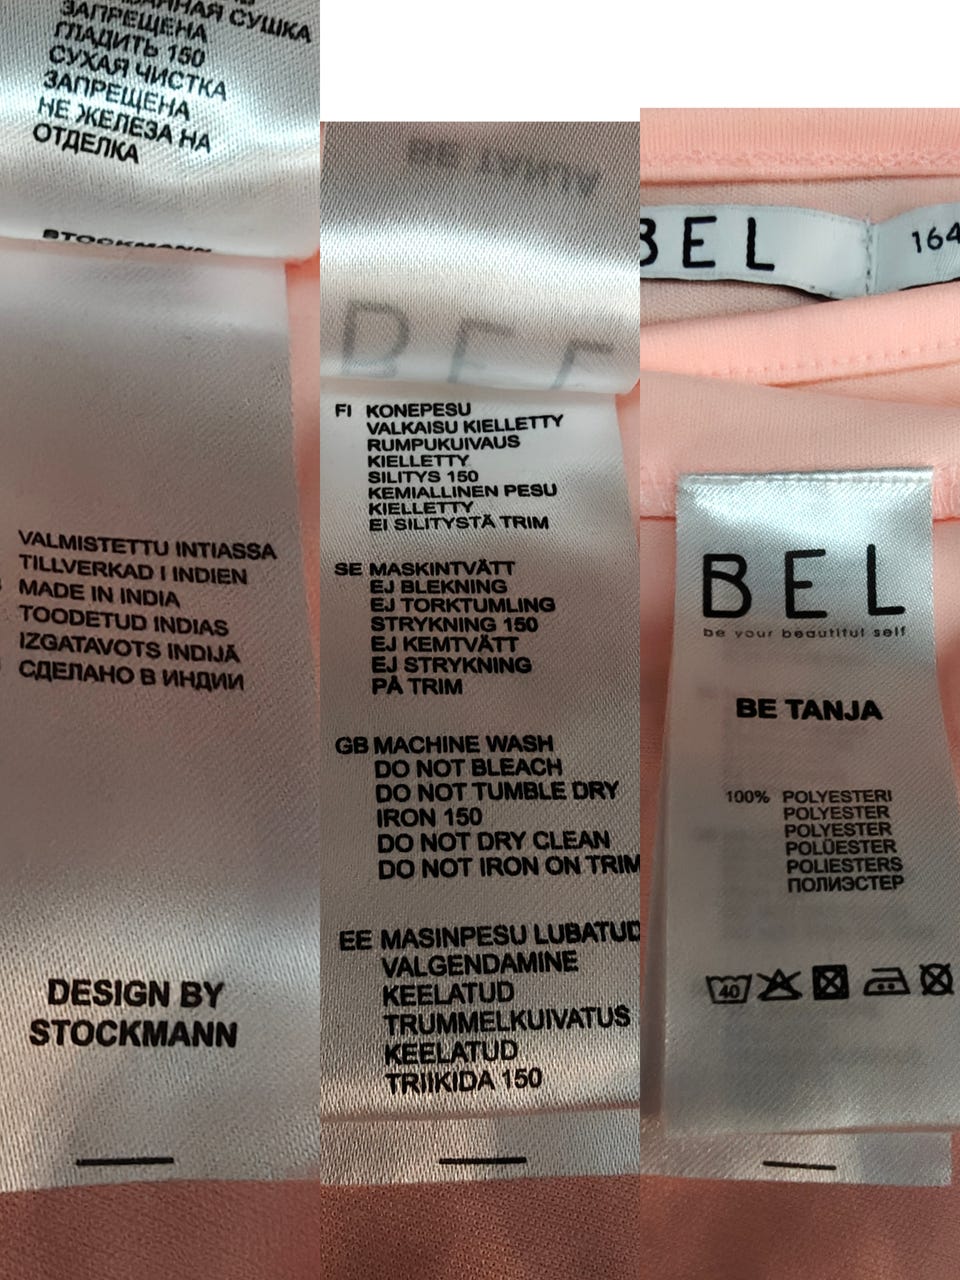 СУШКА
ЗАПРЕЩЕНА
ГЛАДИТЬ 150
СУХАЯ ЧИСТКА
ЗАПРЕЩЕНА
НЕ ЖЕЛЕЗА НА
ОТДЕЛКА
STOCKMANN
VALMISTETTU INTIASSA
TILLVERKAD I INDIEN
MADE IN INDIA
TOODETUD INDIAS
IZGATAVOTS INDIJĀ
СДЕЛАНО В ИНДИИ
DESIGN BY
STOCKMANN
FI KONEPESU
VALKAISU KIELLETTY
RUMPUKUIVAUS
KIELLETTY
SILITYS 150
KEMIALLINEN PESU
KIELLETTY
EI SILITYSTÄ TRIM
SE MASKINTVÄTT
EJ BLEKNING
EJ TORKTUMLING
STRYKNING 150
EJ KEMTVÄTT
EJ STRYKNING
PÅ TRIM
GB MACHINE WASH
DO NOT BLEACH
DO NOT TUMBLE DRY
IRON 150
DO NOT DRY CLEAN
DO NOT IRON ON TRIM
EE MASINPESU LUBATUD
VALGENDAMINE
KEELATUD
TRUMMELKUIVATUS
KEELATUD
TRIIKIDA 150
BEL
164
BEL
be your beautiful self
BE TANJA
100% POLYESTERI
POLYESTER
POLYESTER
POLÜESTER
POLIESTERS
ПОЛИЭСТЕР
40